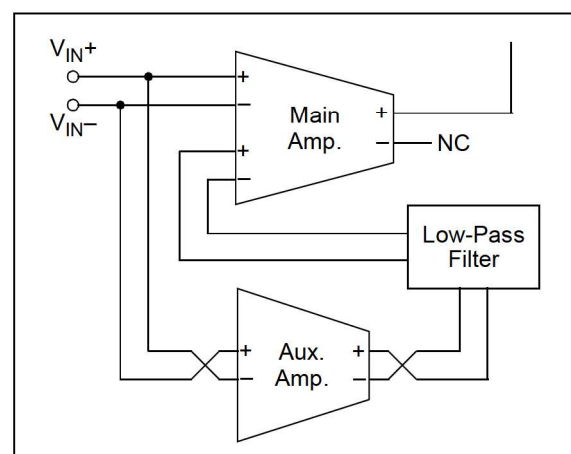 VIN+
VIN–
+
–
+
–
Main
Amp.
+
–
NC
Low-Pass
Filter
+
–
Aux.
Amp.
+
–